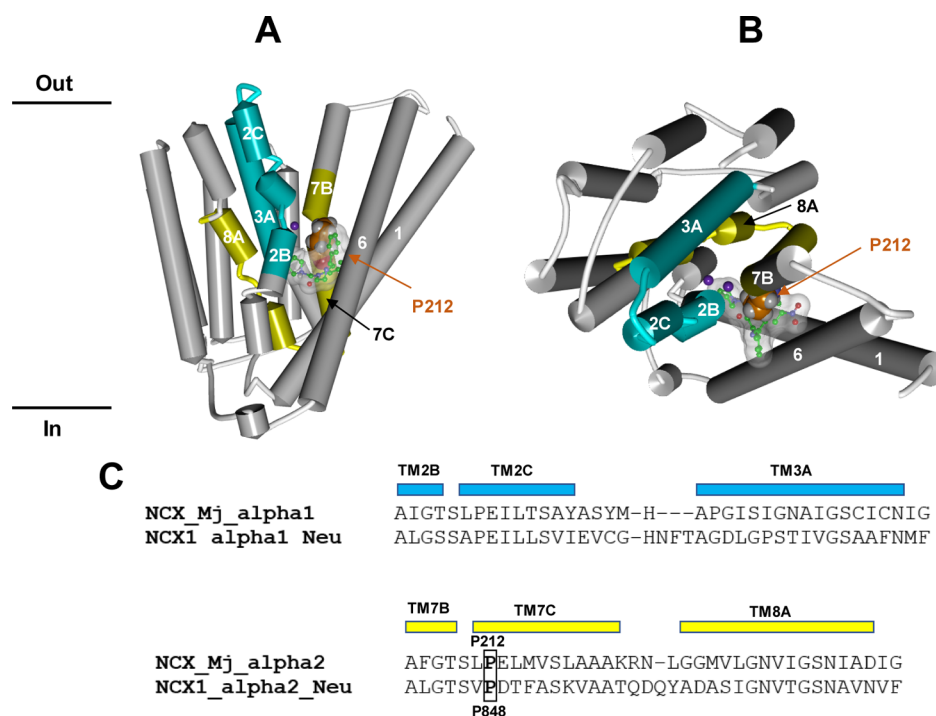 A
B
Out
In
2C
7B
3A
8A
2B
6
1
P212
7C
8A
3A
P212
7B
2B
2C
6
1
C
TM2B TM2C TM3A
NCX_Mj_alpha1 AIGTSLPEILTSAYASYM-H---APGISIGNAIGSCICNIG
NCX1 alpha1 Neu ALGSSAPEILLSVIEVCG-HNFTAGDLGPSTIVGSAAFNMF
TM7B TM7C TM8A
P212
NCX_Mj_alpha2 AFGTSLPELMVSLAAAKRN-LGGMVLGNVIGSNIADIG
NCX1_alpha2_Neu ALGTSVPDTFASKVAATQDQYADASIGNVTGSNAVNVF
P848